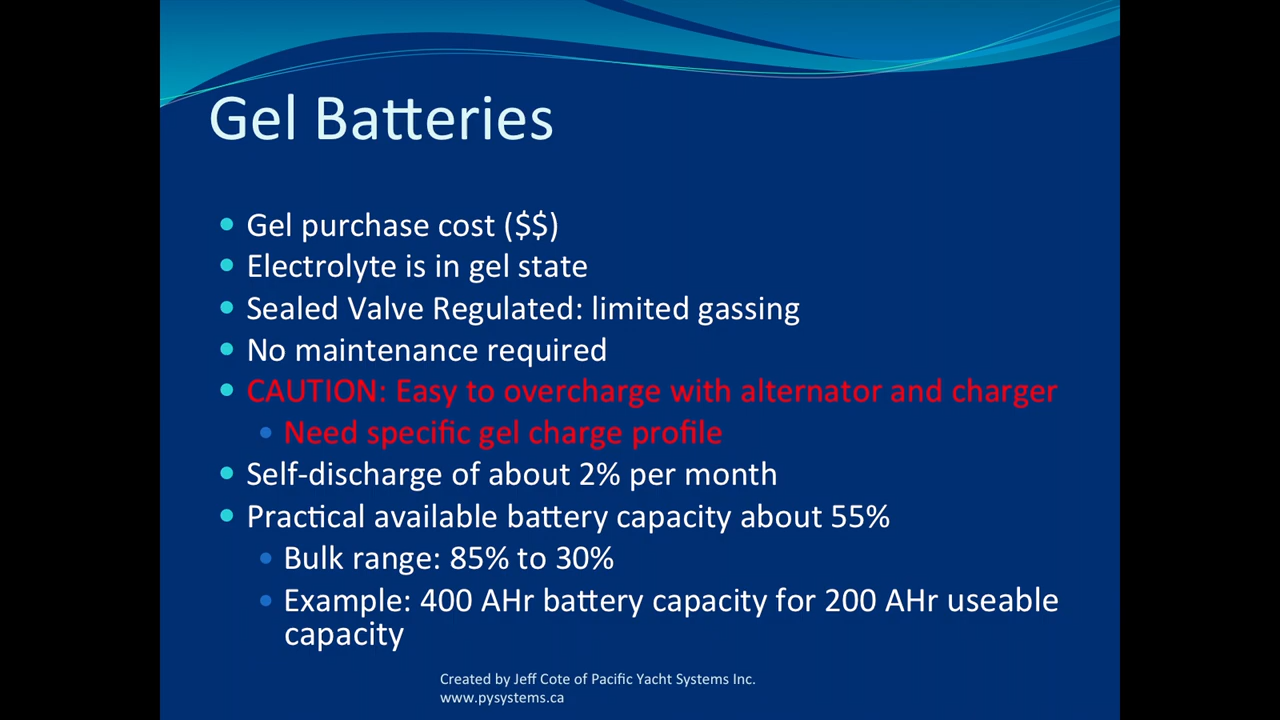 Gel Batteries
Gel purchase cost ($$)
Electrolyte is in gel state
Sealed Valve Regulated: limited gassing
No maintenance required
CAUTION: Easy to overcharge with alternator and charger
Need specific gel charge profile
Self-discharge of about 2% per month
Practical available battery capacity about 55%
Bulk range: 85% to 30%
Example: 400 AHr battery capacity for 200 AHr useable
capacity
Created by Jeff Cote of Pacific Yacht Systems Inc.
www.pysystems.ca